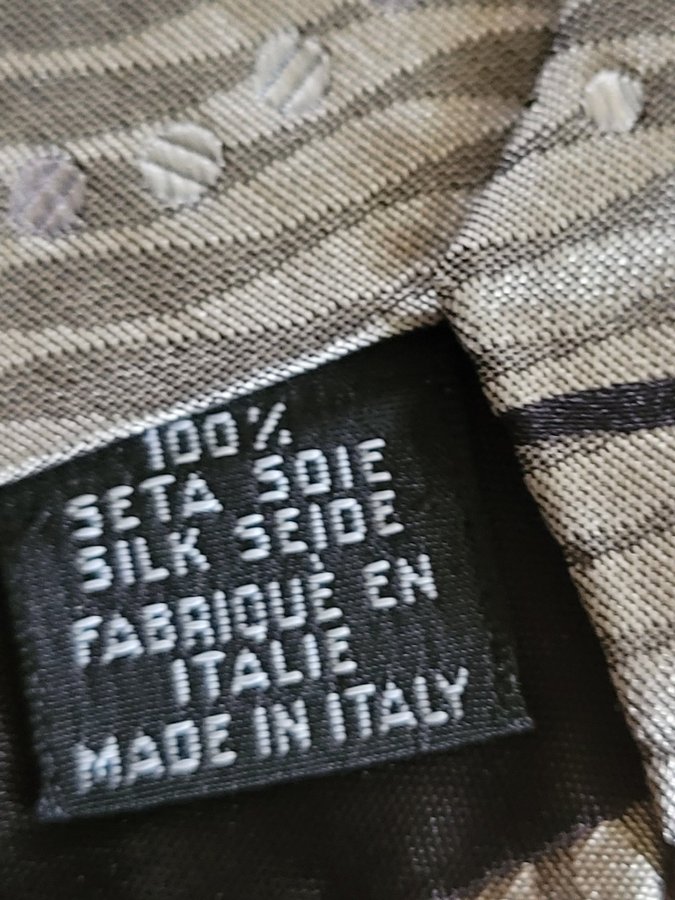 100%
SETA SOIE
SILK SEIDE
FABRIQUÉ EN
ITALIE
MADE IN ITALY